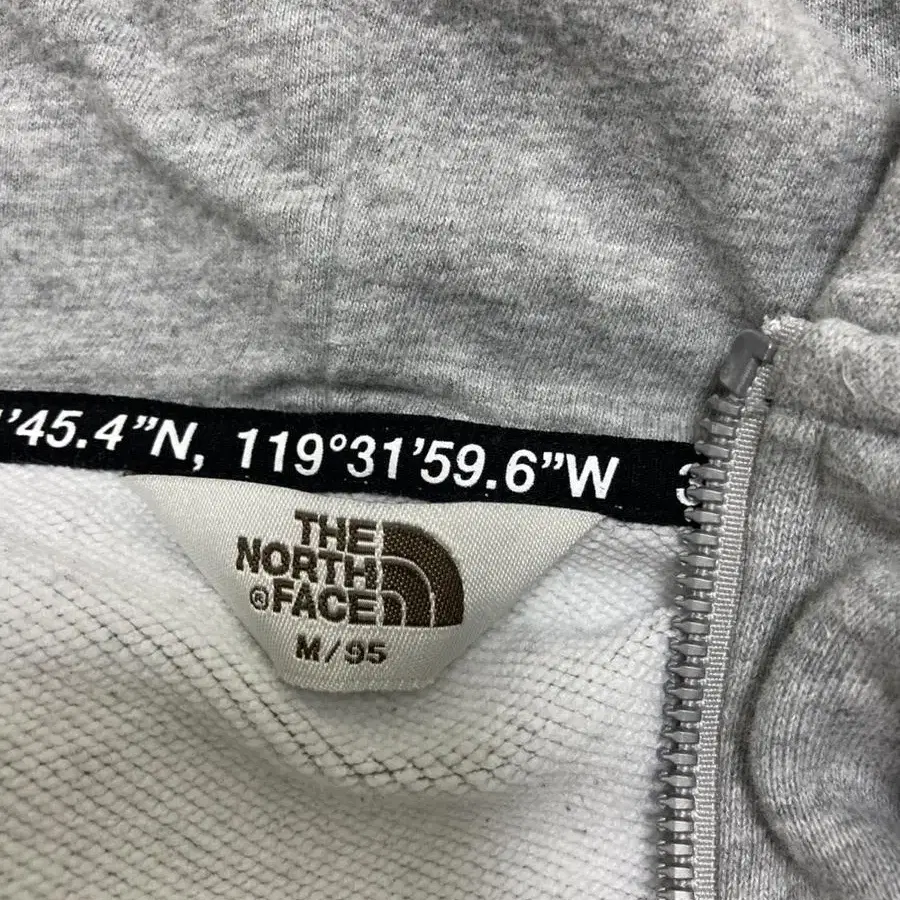 '45.4"N, 119°31'59.6"W
THE
NORTH
®FACE
M/95